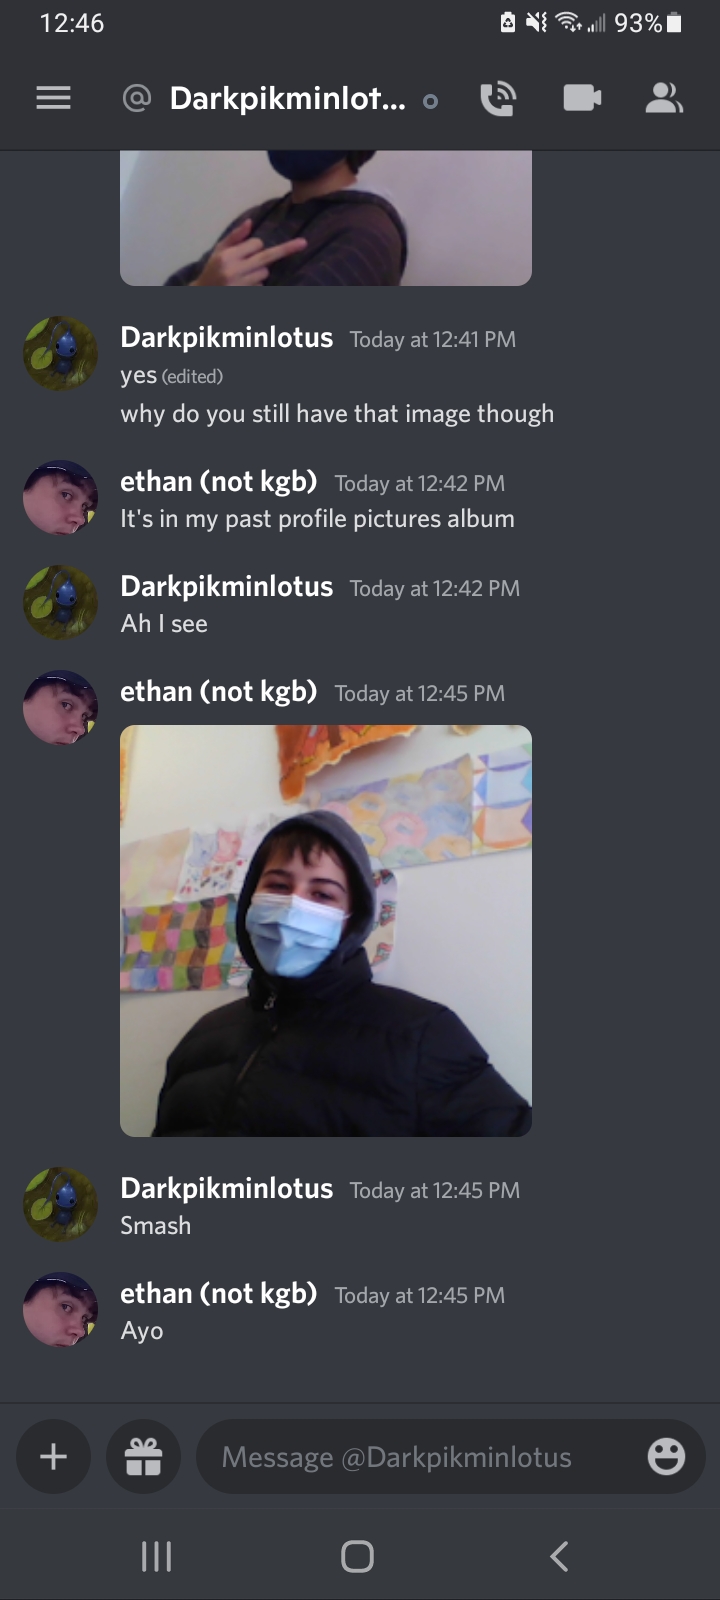 12:46
93%
@ Darkpikminlot...
Darkpikminlotus Today at 12:41 PM
yes (edited)
why do you still have that image though
ethan (not kgb) Today at 12:42 PM
It's in my past profile pictures album
Darkpikminlotus Today at 12:42 PM
Ah I see
ethan (not kgb) Today at 12:45 PM
Darkpikminlotus Today at 12:45 PM
Smash
ethan (not kgb) Today at 12:45 PM
Ayo
Message @Darkpikminlotus